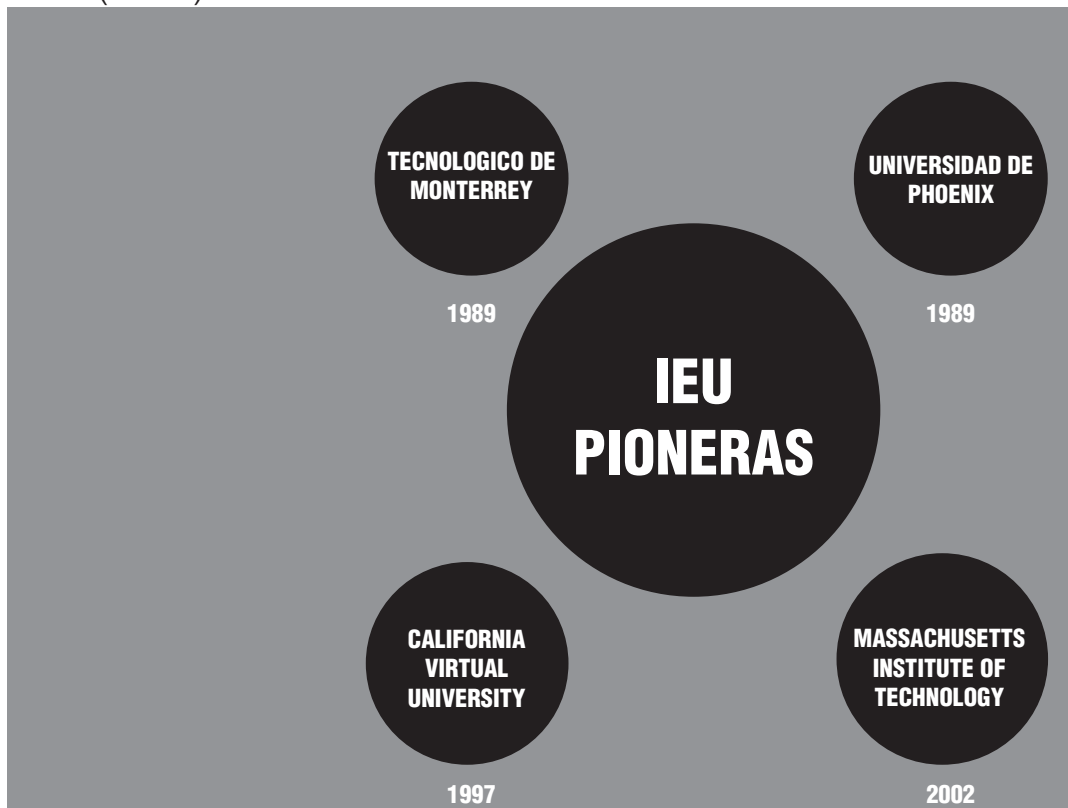 TECNOLOGICO DE
MONTERREY
1989
UNIVERSIDAD DE
PHOENIX
1989
IEU
PIONERAS
CALIFORNIA
VIRTUAL
UNIVERSITY
1997
MASSACHUSETTS
INSTITUTE OF
TECHNOLOGY
2002